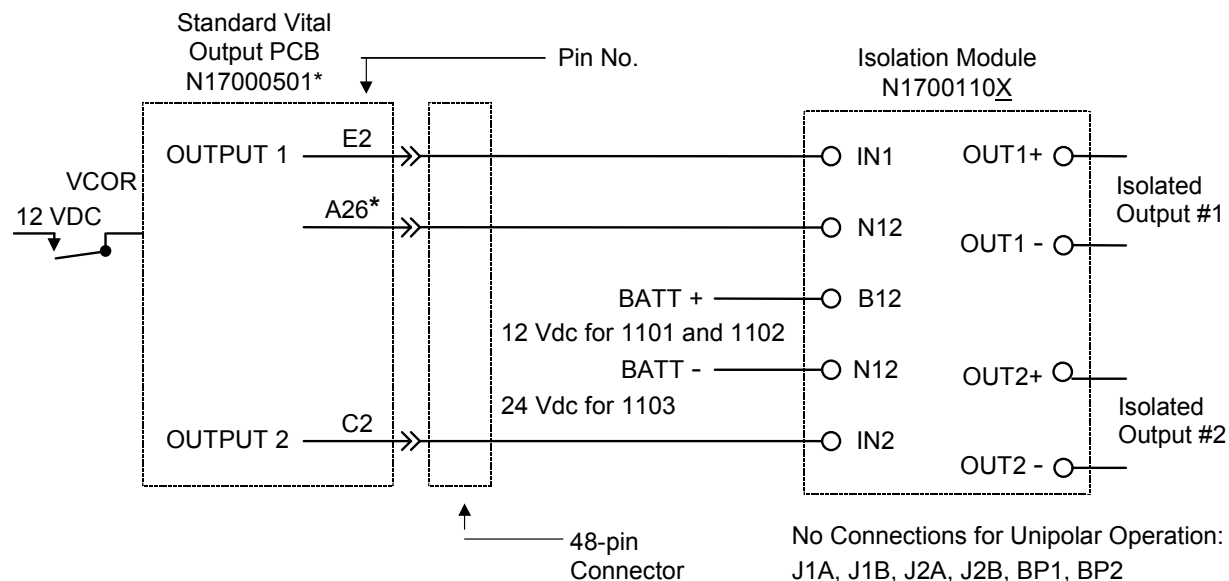 Standard Vital
Output PCB
N17000501*
Pin No.
Isolation Module
N1700110X
E2
OUTPUT 1
IN1
OUT1+
VCOR
12 VDC
A26*
Isolated
Output #1
N12
OUT1 -
BATT +
B12
12 Vdc for 1101 and 1102
BATT -
N12
OUT2+
24 Vdc for 1103
C2
OUTPUT 2
IN2
Isolated
Output #2
OUT2 -
48-pin
Connector
No Connections for Unipolar Operation:
J1A, J1B, J2A, J2B, BP1, BP2